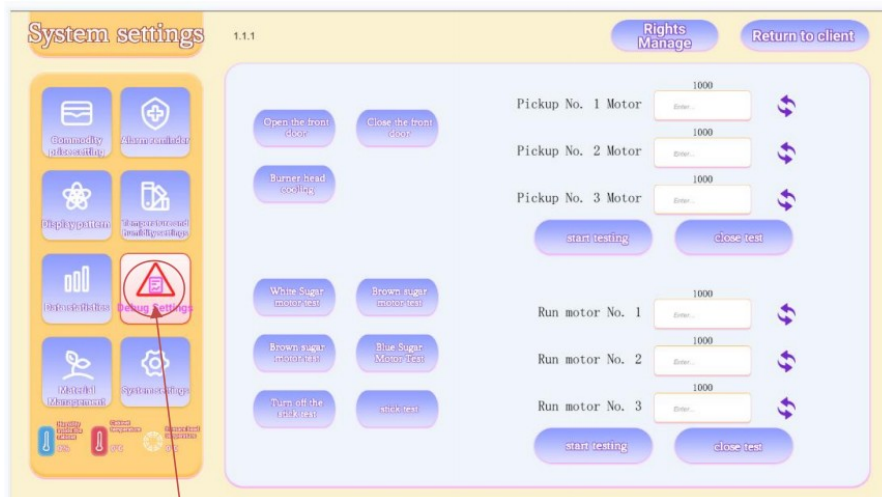 System settings
1.1.1
Rights
Manage
Return to client
Commodity
price setting
Alarm reminder
Display pattern
Temperature and
humidity settings
Data statistics
Debug Settings
Material
Management
System settings
Open the front
door
Close the front
door
Burner head
cooling
White Sugar
motor test
Brown sugar
motor test
Brown sugar
motor test
Blue Sugar
Motor Test
Turn off the
stick test
stick test
1000
Pickup No. 1 Motor
Enter...
1000
Pickup No. 2 Motor
Enter...
1000
Pickup No. 3 Motor
Enter...
start testing
close test
1000
Run motor No. 1
Enter...
1000
Run motor No. 2
Enter...
1000
Run motor No. 3
Enter...
start testing
close test
Cabinet
temperature